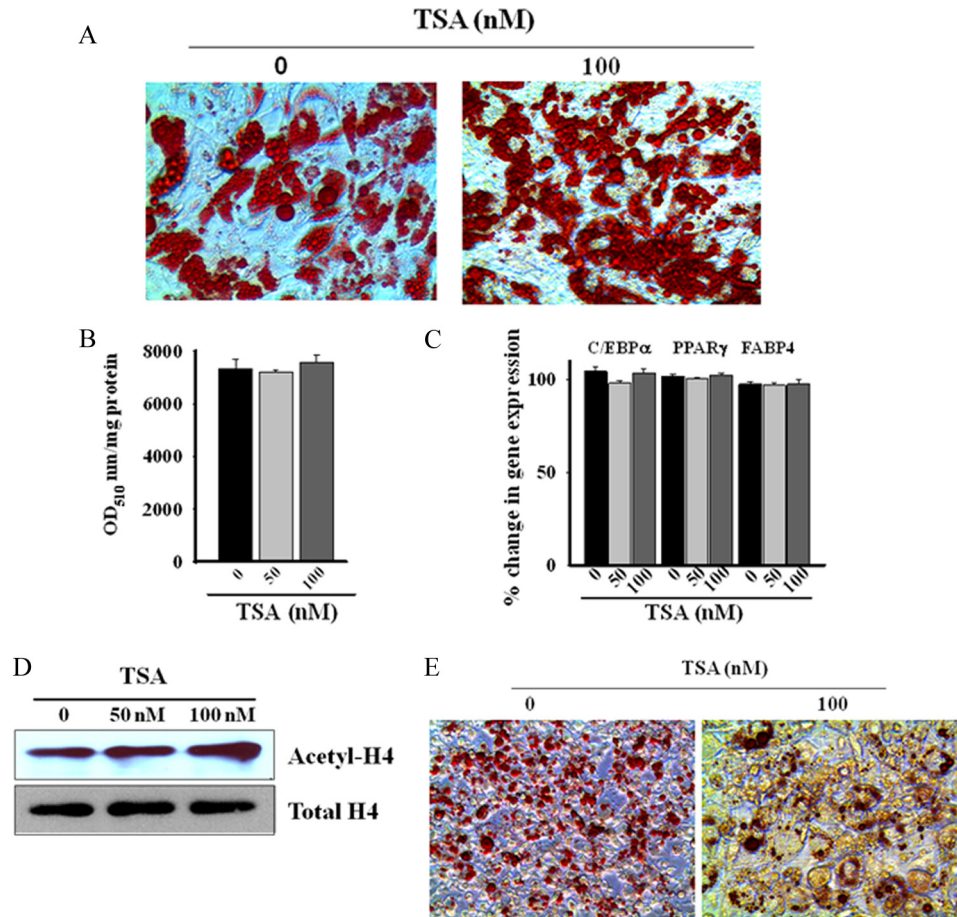 A
TSA (nM)
0 100
B
8000
6000
4000
2000
0
OD510 nm/mg protein
0 50 100
TSA (nM)
C
C/EBPα PPARγ FABP4
100
50
0
% change in gene expression
0 50 100 0 50 100 0 50 100
TSA (nM)
D
TSA
0 50 nM 100 nM
Acetyl-H4
Total H4
E
TSA (nM)
0 100